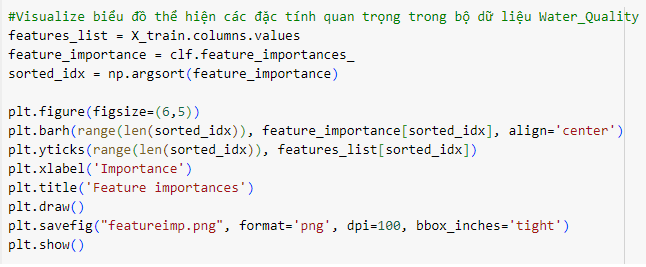 #Visualize biểu đồ thể hiện các đặc tính quan trọng trong bộ dữ liệu Water_Quality
features_list = X_train.columns.values
feature_importance = clf.feature_importances_
sorted_idx = np.argsort(feature_importance)

plt.figure(figsize=(6,5))
plt.barh(range(len(sorted_idx)), feature_importance[sorted_idx], align='center')
plt.yticks(range(len(sorted_idx)), features_list[sorted_idx])
plt.xlabel('Importance')
plt.title('Feature importances')
plt.draw()
plt.savefig("featureimp.png", format='png', dpi=100, bbox_inches='tight')
plt.show()